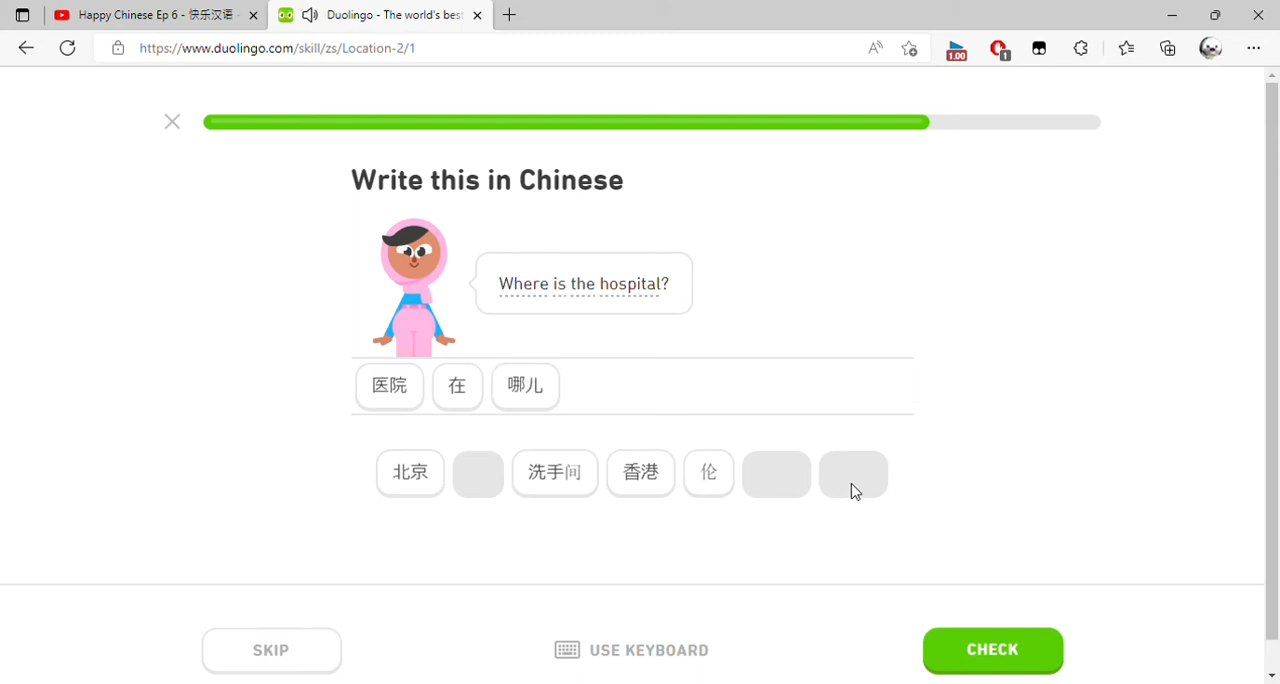 Happy Chinese Ep 6 - 快乐汉语 -
Duolingo - The world's best
https://www.duolingo.com/skill/zs/Location-2/1
1.00
1
Write this in Chinese
Where is the hospital?
医院 在 哪儿
北京 洗手间 香港 伦
SKIP
USE KEYBOARD
CHECK